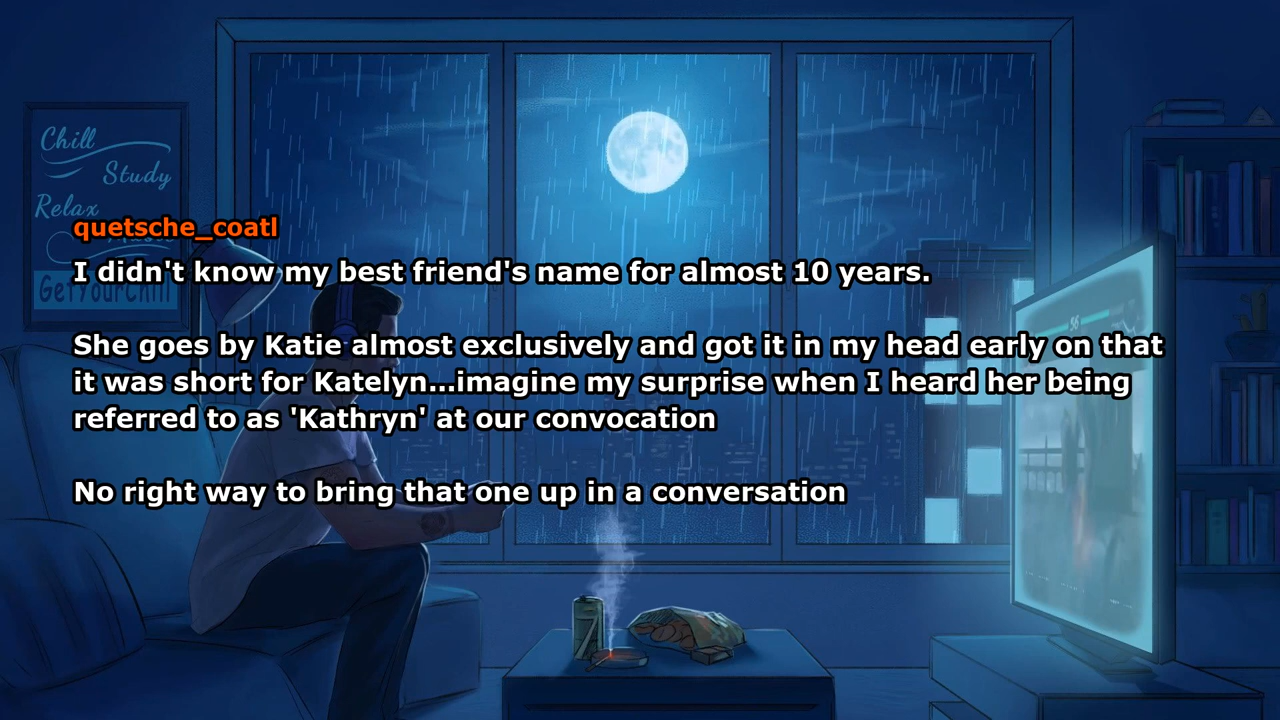 Chill
Study
Relax
quetsche_coatl
I didn't know my best friend's name for almost 10 years.
GetYourChill
She goes by Katie almost exclusively and got it in my head early on that
it was short for Katelyn...imagine my surprise when I heard her being
referred to as 'Kathryn' at our convocation
No right way to bring that one up in a conversation
56